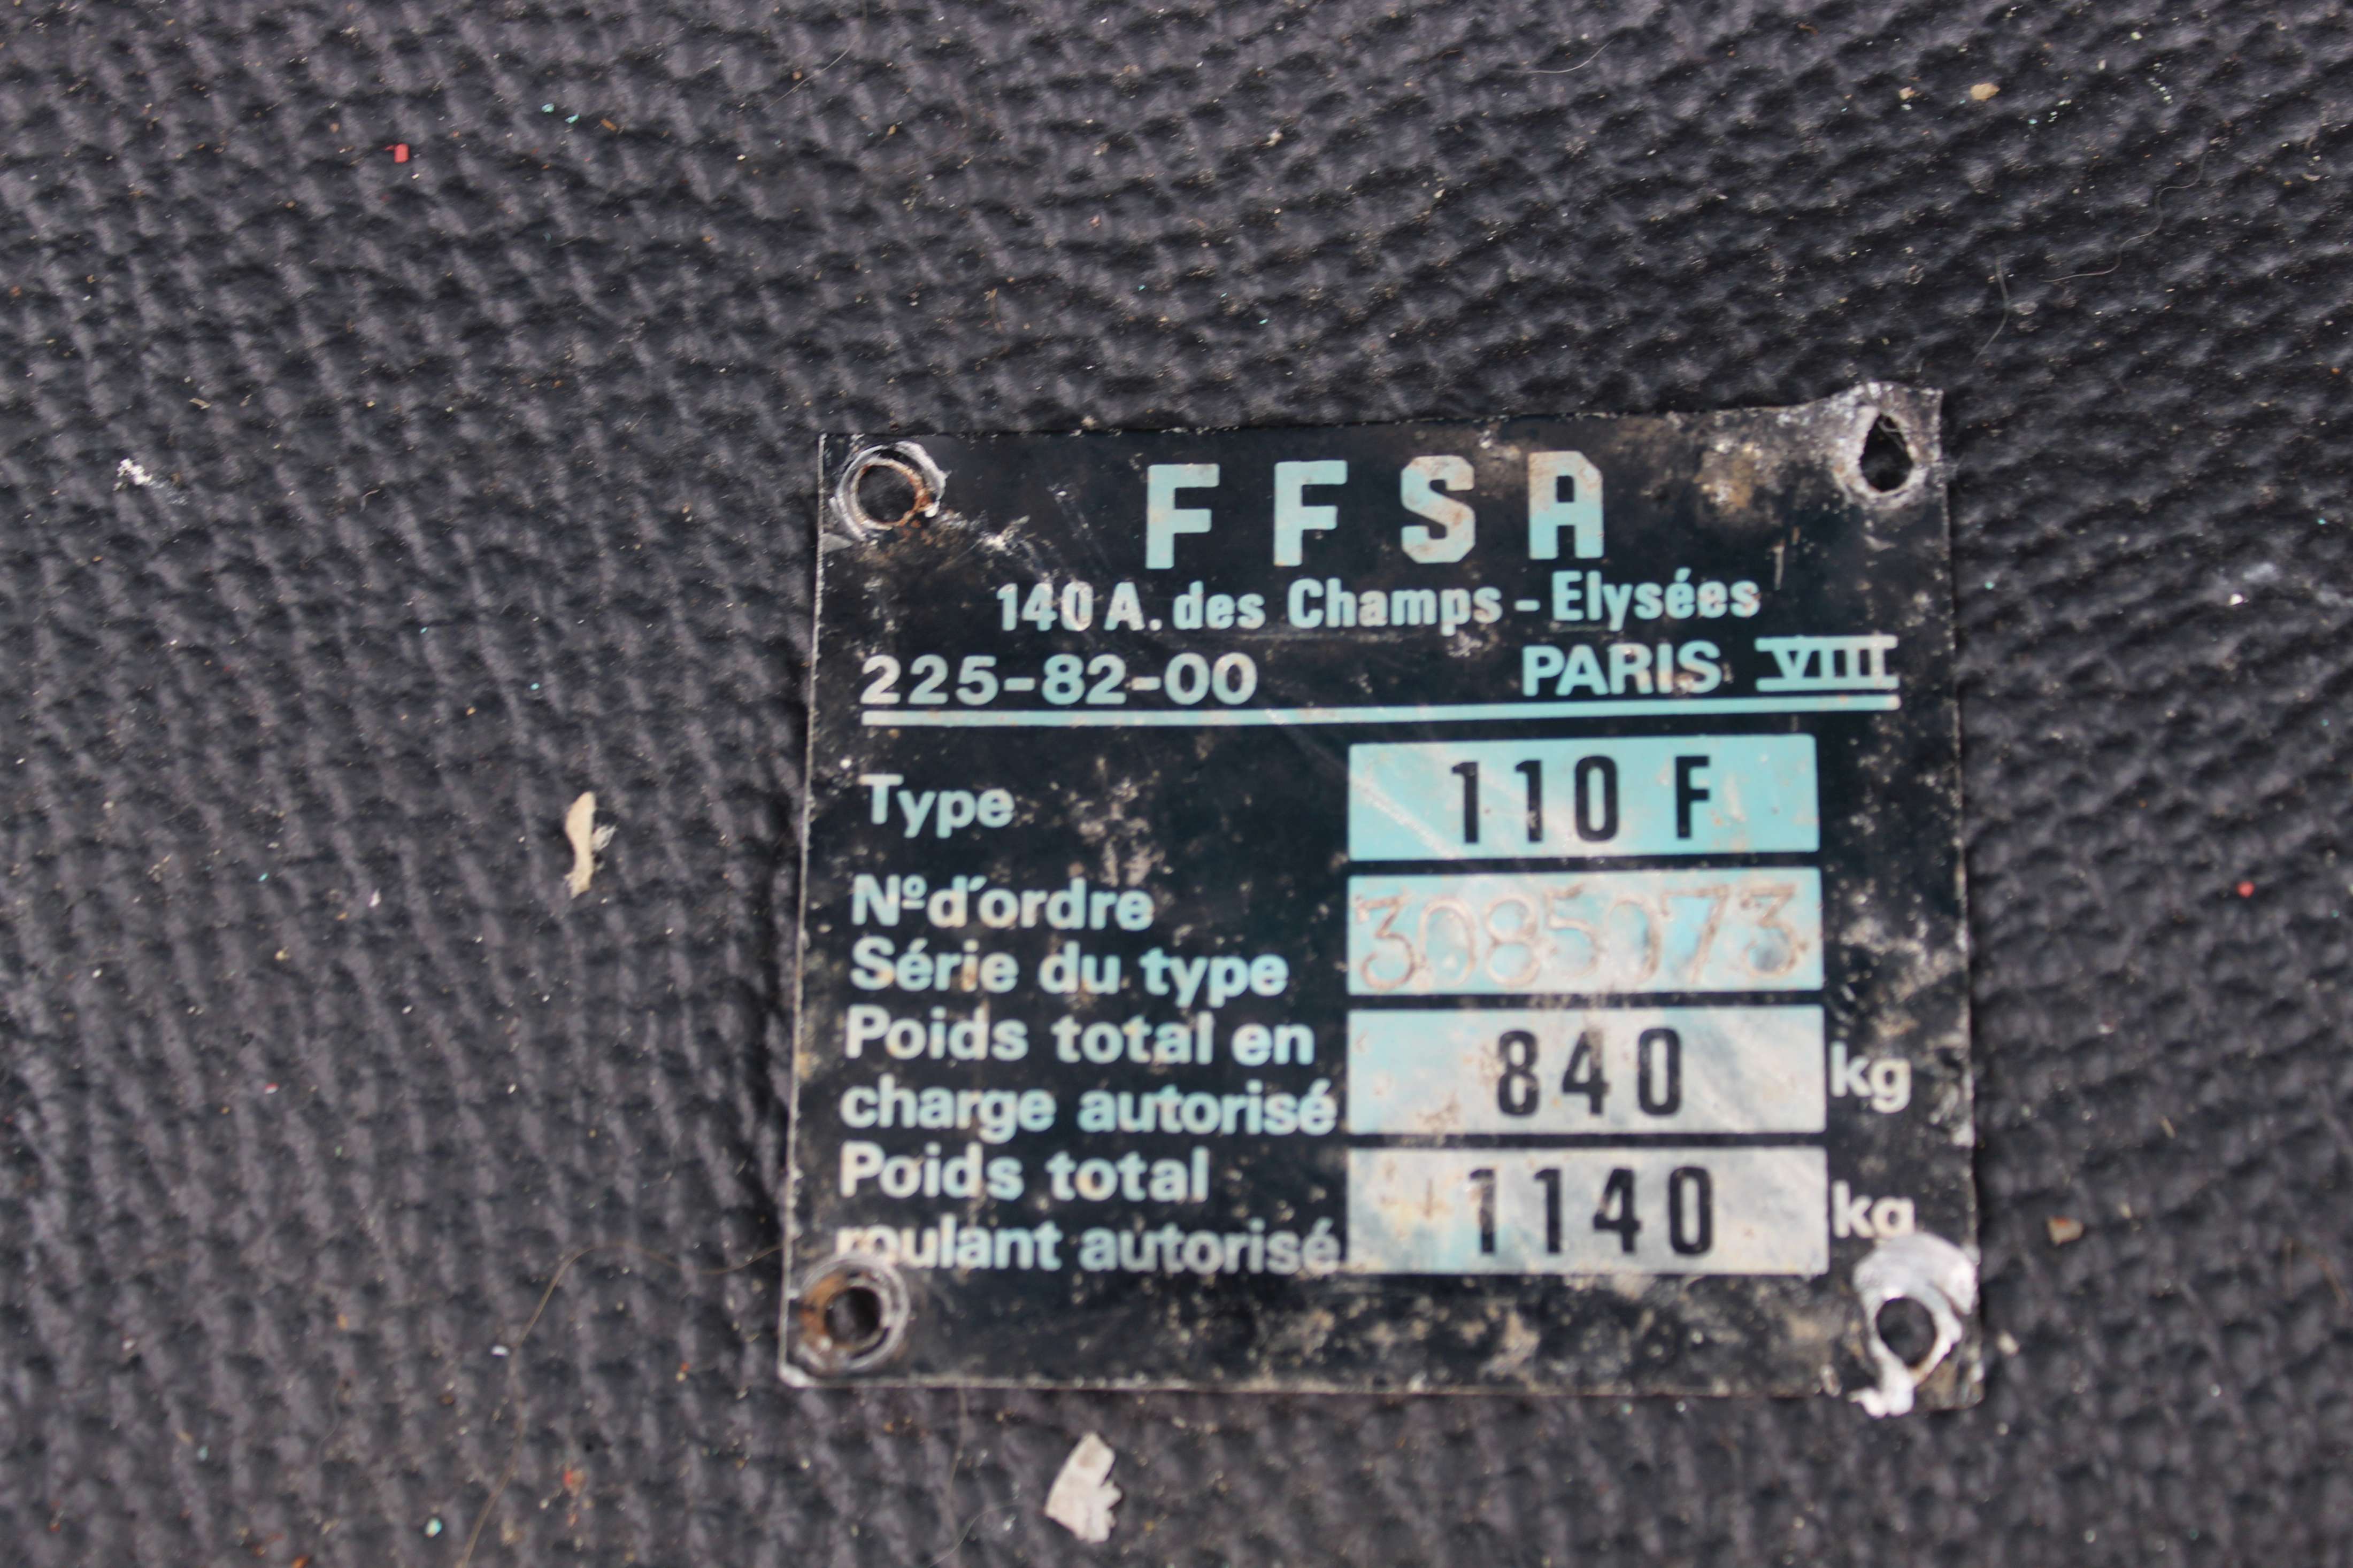 FFSA
140 A. des Champs - Elysées
225-82-00 PARIS VIII
Type 110 F
Nº d'ordre
Série du type 3085073
Poids total en
charge autorisé 840 kg
Poids total
roulant autorisé 1140 kg